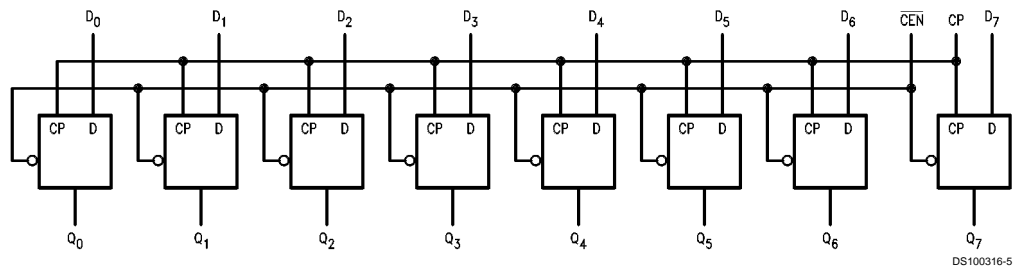 D0 D1 D2 D3 D4 D5 D6 C̅E̅N̅ CP D7
CP D CP D CP D CP D CP D CP D CP D CP D
Q0 Q1 Q2 Q3 Q4 Q5 Q6 Q7
DS100316-5